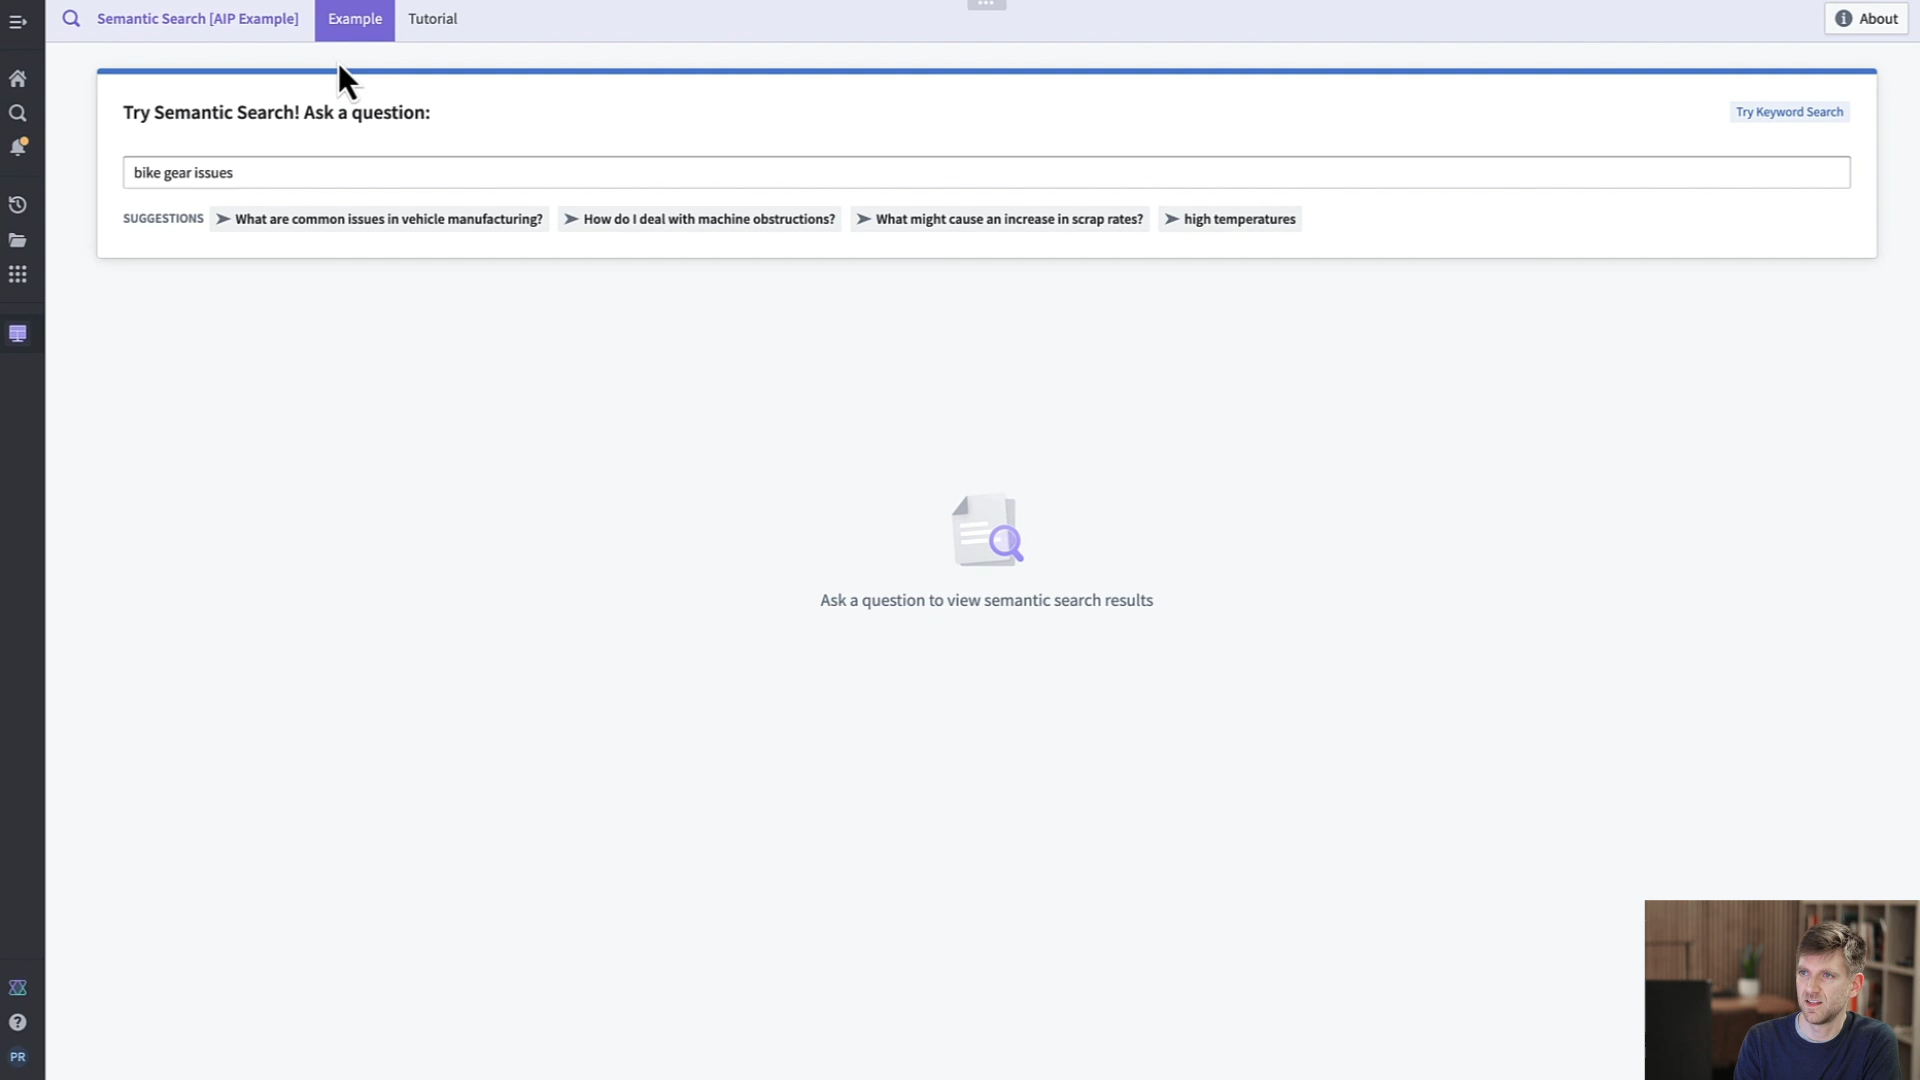 Semantic Search [AIP Example]
Example
Tutorial
About
Try Semantic Search! Ask a question:
Try Keyword Search
bike gear issues
SUGGESTIONS
What are common issues in vehicle manufacturing?
How do I deal with machine obstructions?
What might cause an increase in scrap rates?
high temperatures
Ask a question to view semantic search results
PR